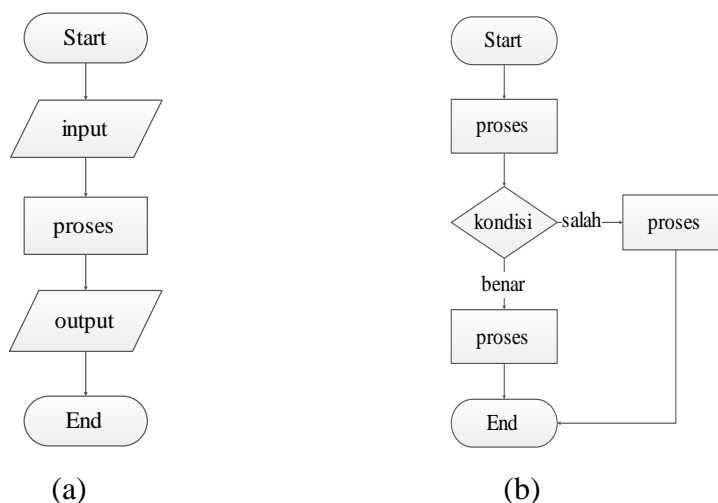 Start
input
proses
output
End
(a)
Start
proses
kondisi
salah
proses
benar
proses
End
(b)